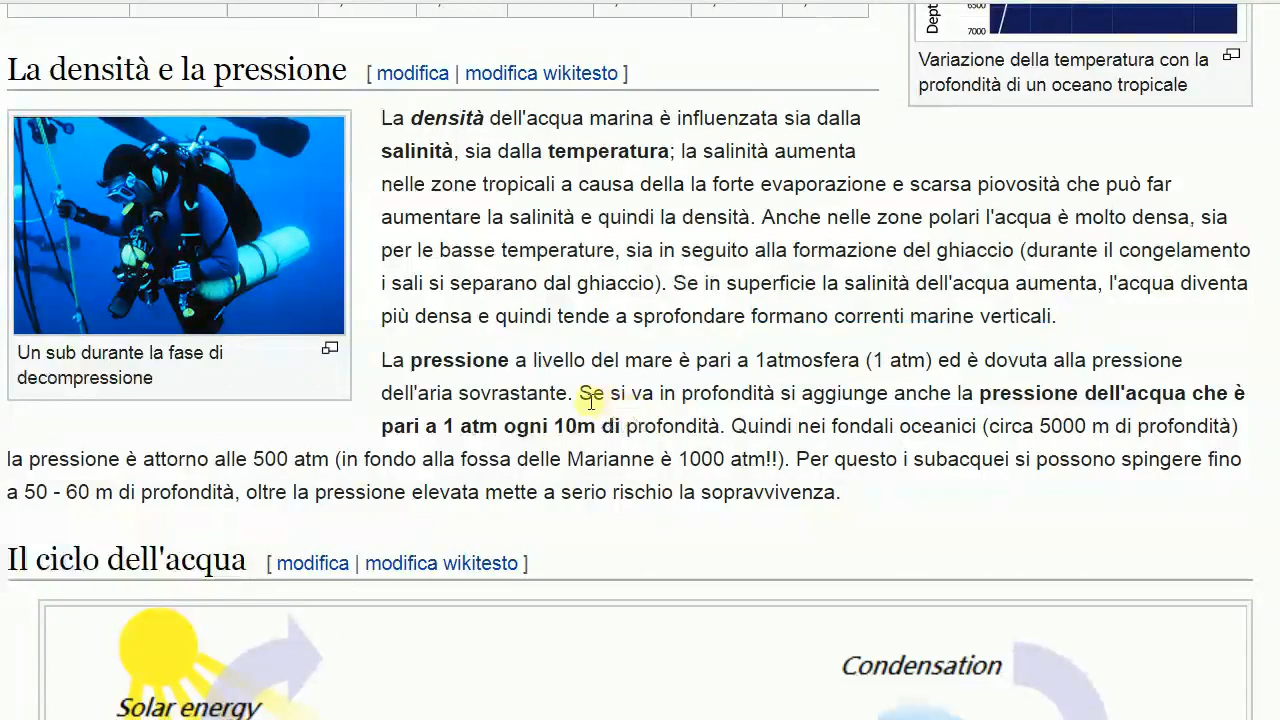 Dept
6500
7000
Variazione della temperatura con la
profondità di un oceano tropicale
La densità e la pressione [ modifica | modifica wikitesto ]
Un sub durante la fase di
decompressione
La densità dell'acqua marina è influenzata sia dalla
salinità, sia dalla temperatura; la salinità aumenta
nelle zone tropicali a causa della la forte evaporazione e scarsa piovosità che può far
aumentare la salinità e quindi la densità. Anche nelle zone polari l'acqua è molto densa, sia
per le basse temperature, sia in seguito alla formazione del ghiaccio (durante il congelamento
i sali si separano dal ghiaccio). Se in superficie la salinità dell'acqua aumenta, l'acqua diventa
più densa e quindi tende a sprofondare formano correnti marine verticali.
La pressione a livello del mare è pari a 1atmosfera (1 atm) ed è dovuta alla pressione
dell'aria sovrastante. Se si va in profondità si aggiunge anche la pressione dell'acqua che è
pari a 1 atm ogni 10m di profondità. Quindi nei fondali oceanici (circa 5000 m di profondità)
la pressione è attorno alle 500 atm (in fondo alla fossa delle Marianne è 1000 atm!!). Per questo i subacquei si possono spingere fino
a 50 - 60 m di profondità, oltre la pressione elevata mette a serio rischio la sopravvivenza.
Il ciclo dell'acqua [ modifica | modifica wikitesto ]
Condensation
Solar energy